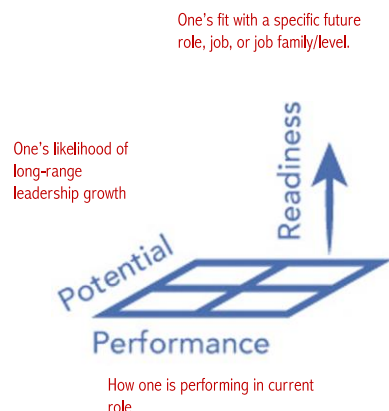 One's fit with a specific future
role, job, or job family/level.
One's likelihood of
long-range
leadership growth
Readiness
Potential
Performance
How one is performing in current
role